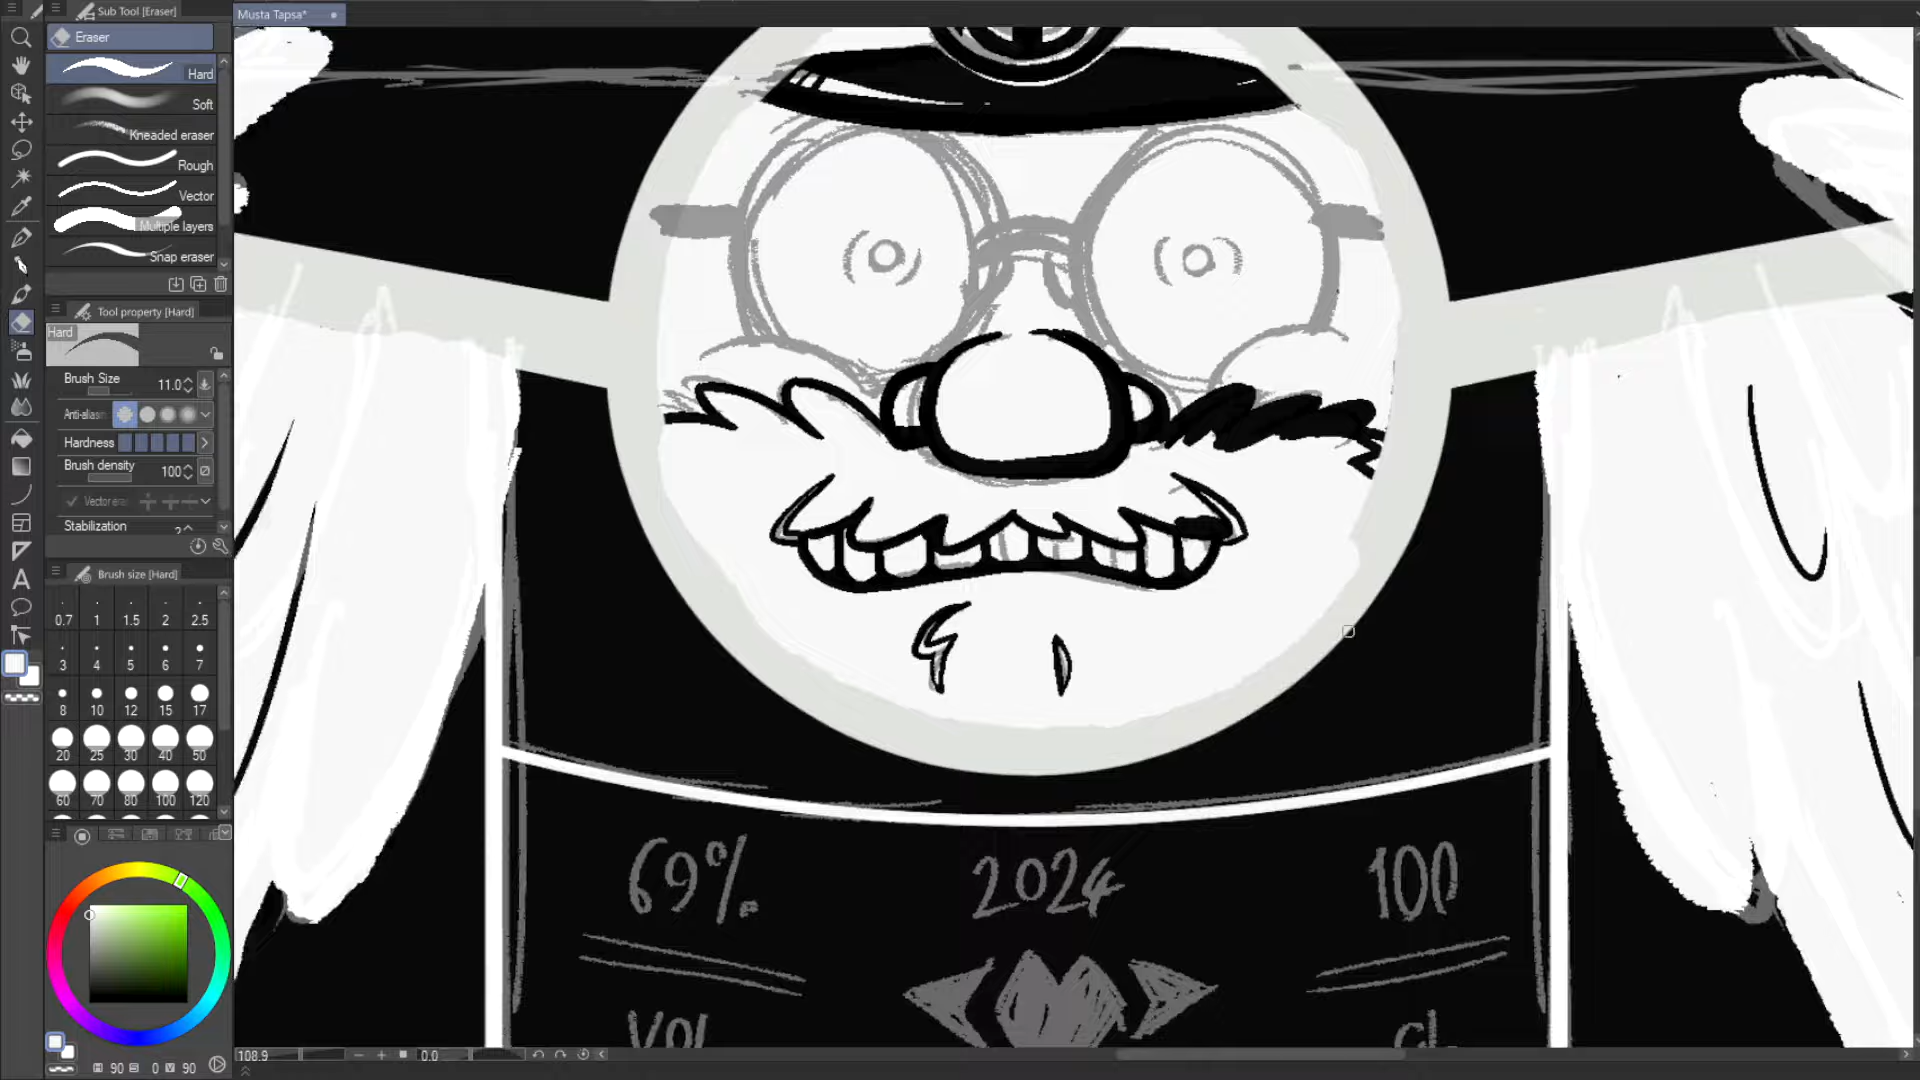 Sub Tool [Eraser]
Musta Tapsa*
Eraser
Hard
Soft
Kneaded eraser
Rough
Vector
Multiple layers
Snap eraser
Tool property [Hard]
Hard
Brush Size 11.0
Anti-alias
Hardness
Brush density 100
Vector era
Stabilization
Brush size [Hard]
0.7 1 1.5 2 2.5
3 4 5 6 7
8 10 12 15 17
20 25 30 40 50
60 70 80 100 120
69% 2024 100
VOL CL
108.9 0.0
H 90 S 0 V 90